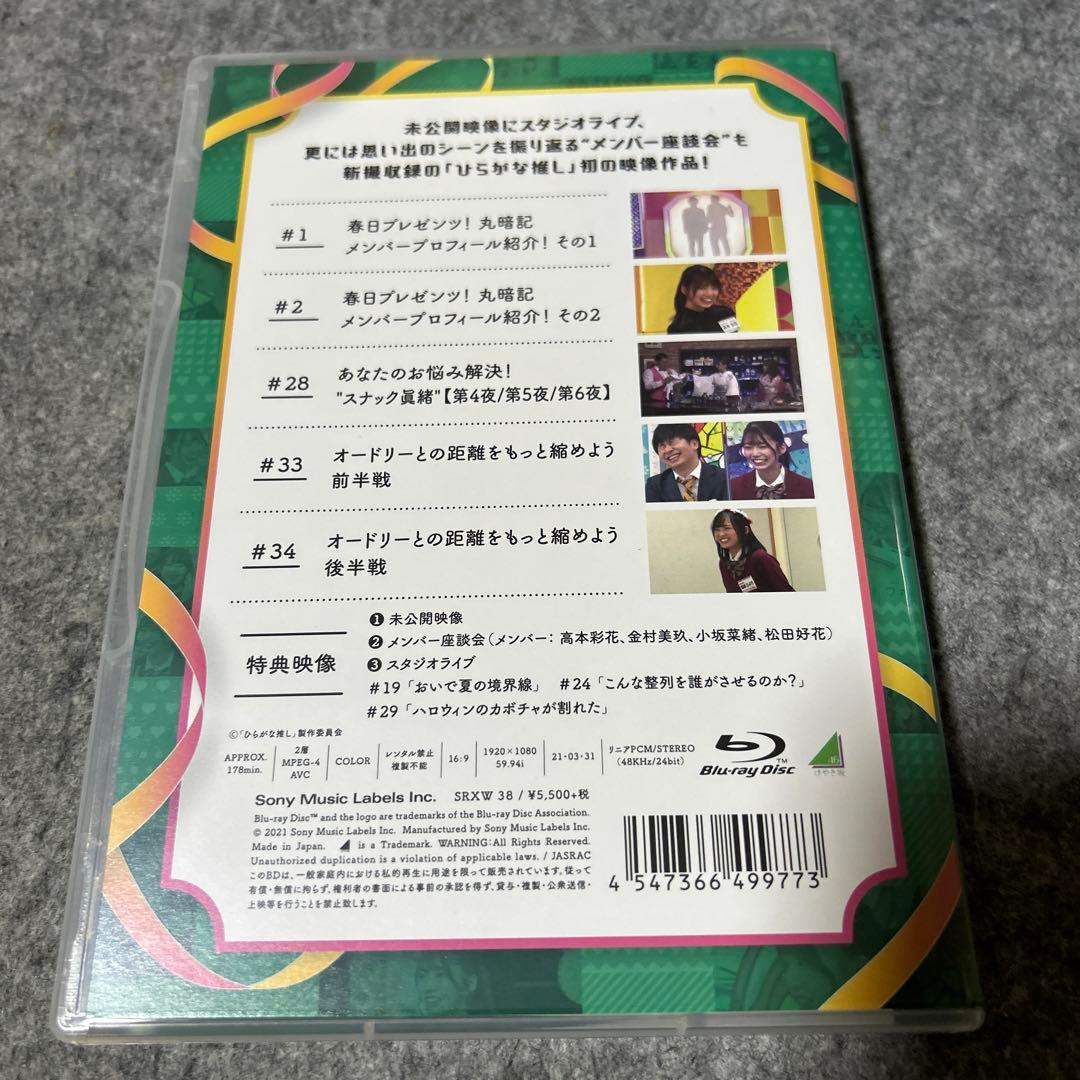 未公開映像にスタジオライブ、
更には思い出のシーンを振り返る"メンバー座談会"も
新撮収録の「ひらがな推し」初の映像作品!
#1
春日プレゼンツ! 丸暗記
メンバープロフィール紹介! その1
#2
春日プレゼンツ! 丸暗記
メンバープロフィール紹介! その2
#28
あなたのお悩み解決!
"スナック眞緒"【第4夜/第5夜/第6夜】
#33
オードリーとの距離をもっと縮めよう
前半戦
#34
オードリーとの距離をもっと縮めよう
後半戦
特典映像
❶ 未公開映像
❷ メンバー座談会(メンバー: 高本彩花、金村美玖、小坂菜緒、松田好花)
❸ スタジオライブ
#19「おいで夏の境界線」 #24「こんな整列を誰がさせるのか?」
#29「ハロウィンのカボチャが割れた」
©「ひらがな推し」製作委員会
APPROX.
178min.
2層
MPEG-4
AVC
COLOR
レンタル禁止
複製不能
16:9
1920×1080
59.94i
21・03・31
リニアPCM/STEREO
(48KHz/24bit)
Blu-ray Disc™
46
けやき坂
Sony Music Labels Inc. SRXW 38 / ¥5,500+税
Blu-ray Disc™ and the logo are trademarks of the Blu-ray Disc Association.
© 2021 Sony Music Labels Inc. Manufactured by Sony Music Labels Inc.
Made in Japan. is a Trademark. WARNING:All Rights Reserved.
Unauthorized duplication is a violation of applicable laws. / JASRAC
このBDは、一般家庭内における私的再生に用途を限って販売されています。従って
有償・無償に拘らず、権利者の書面による事前の承認を得ず、貸与・複製・公衆送信・
上映等を行うことを禁止致します。
4 547366 499773